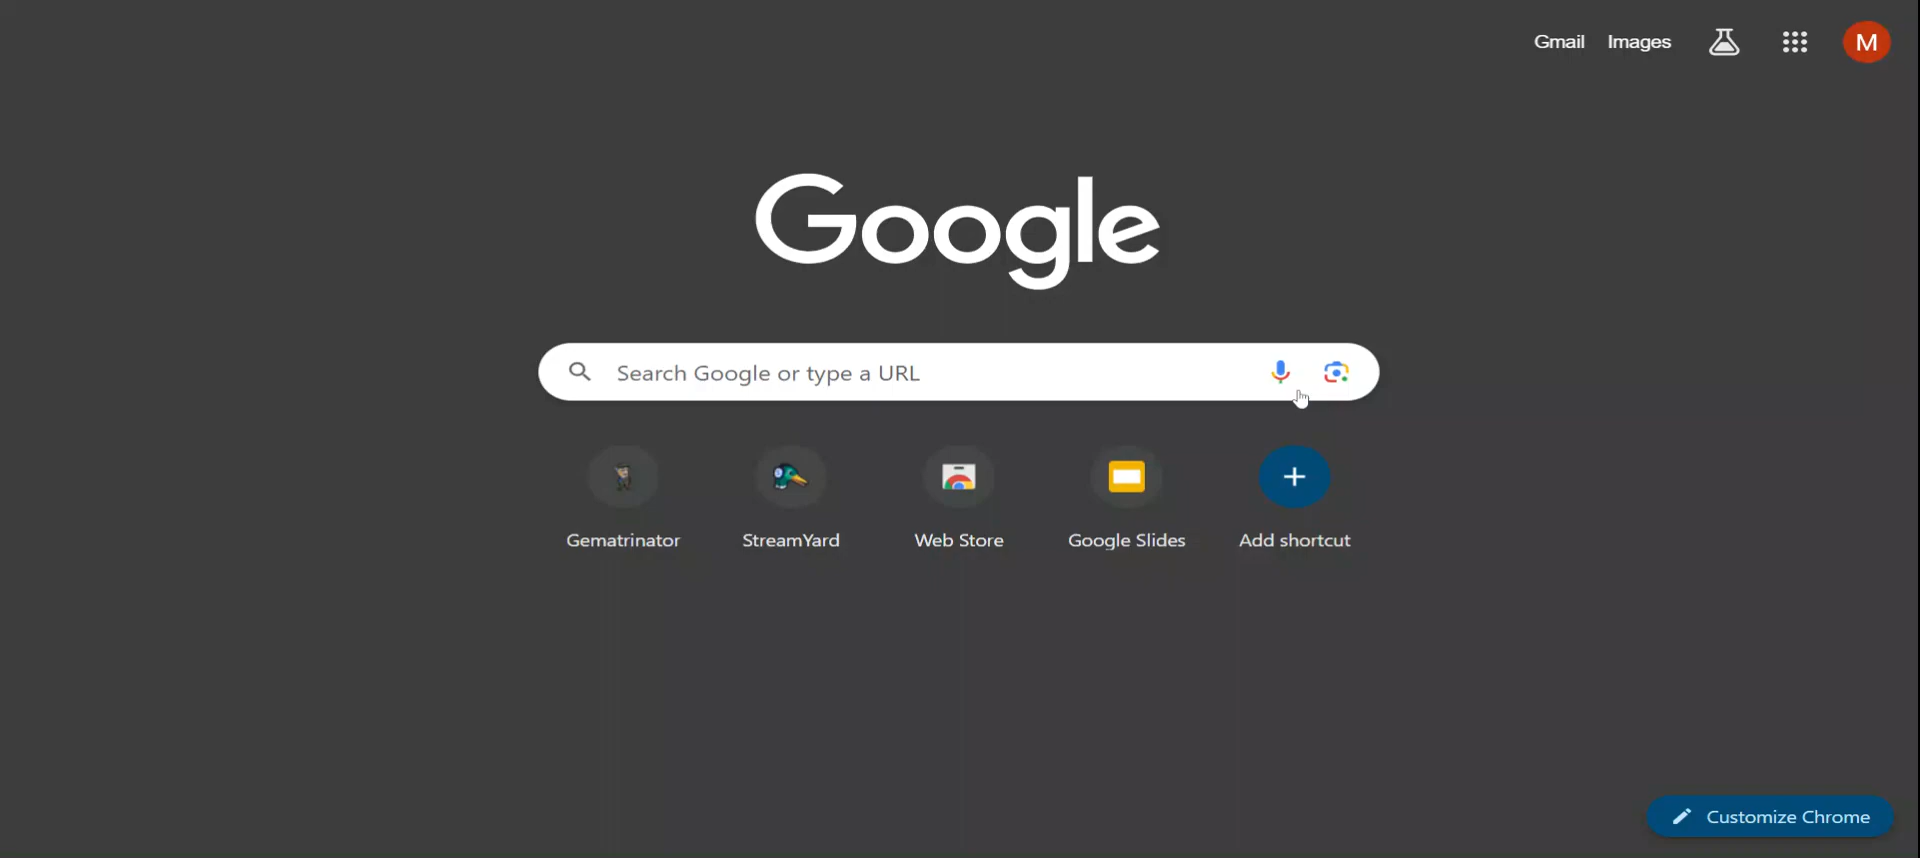 Gmail Images M
Google
Search Google or type a URL
Gematrinator StreamYard Web Store Google Slides Add shortcut
Customize Chrome